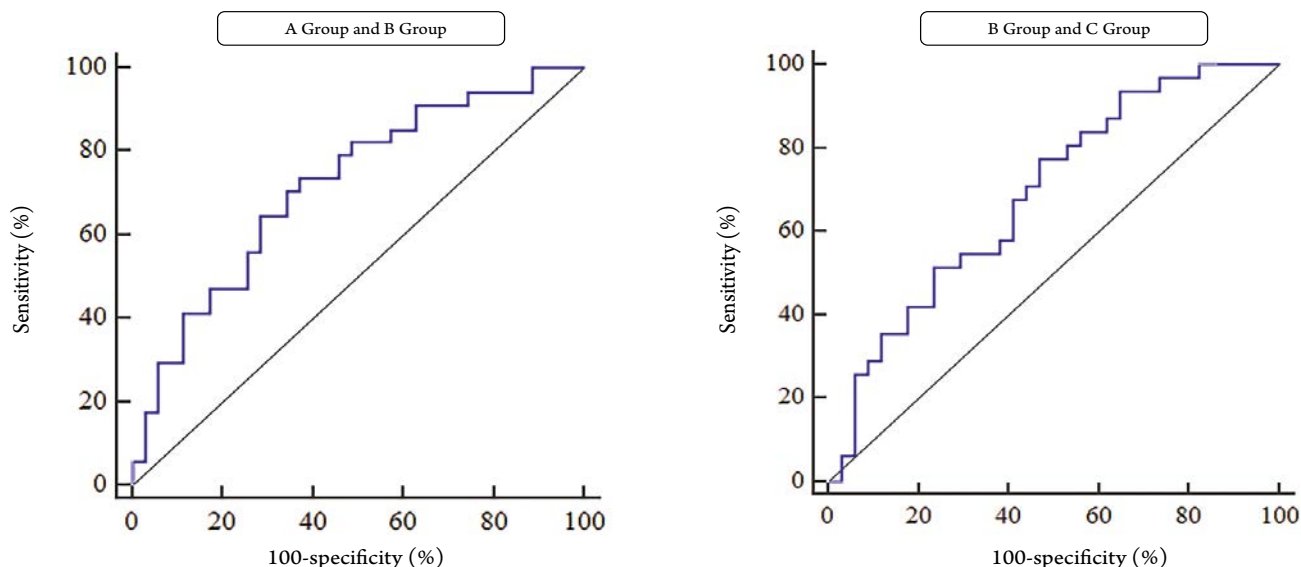 A Group and B Group
100
80
60
40
20
0
Sensitivity (%)
0 20 40 60 80 100
100-specificity (%)
B Group and C Group
100
80
60
40
20
0
Sensitivity (%)
0 20 40 60 80 100
100-specificity (%)